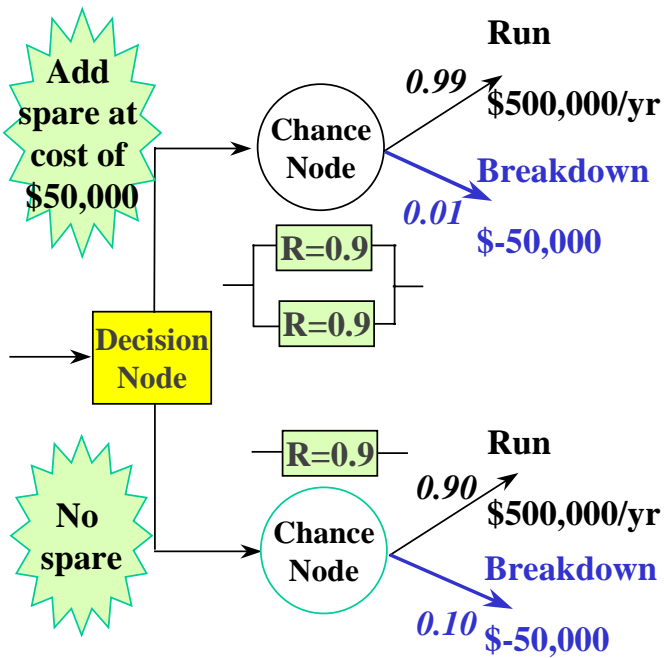 Add
spare at
cost of
$50,000
Chance
Node
0.99
Run
$500,000/yr
Breakdown
0.01
$-50,000
R=0.9
R=0.9
Decision
Node
R=0.9
No
spare
Chance
Node
0.90
Run
$500,000/yr
Breakdown
0.10
$-50,000